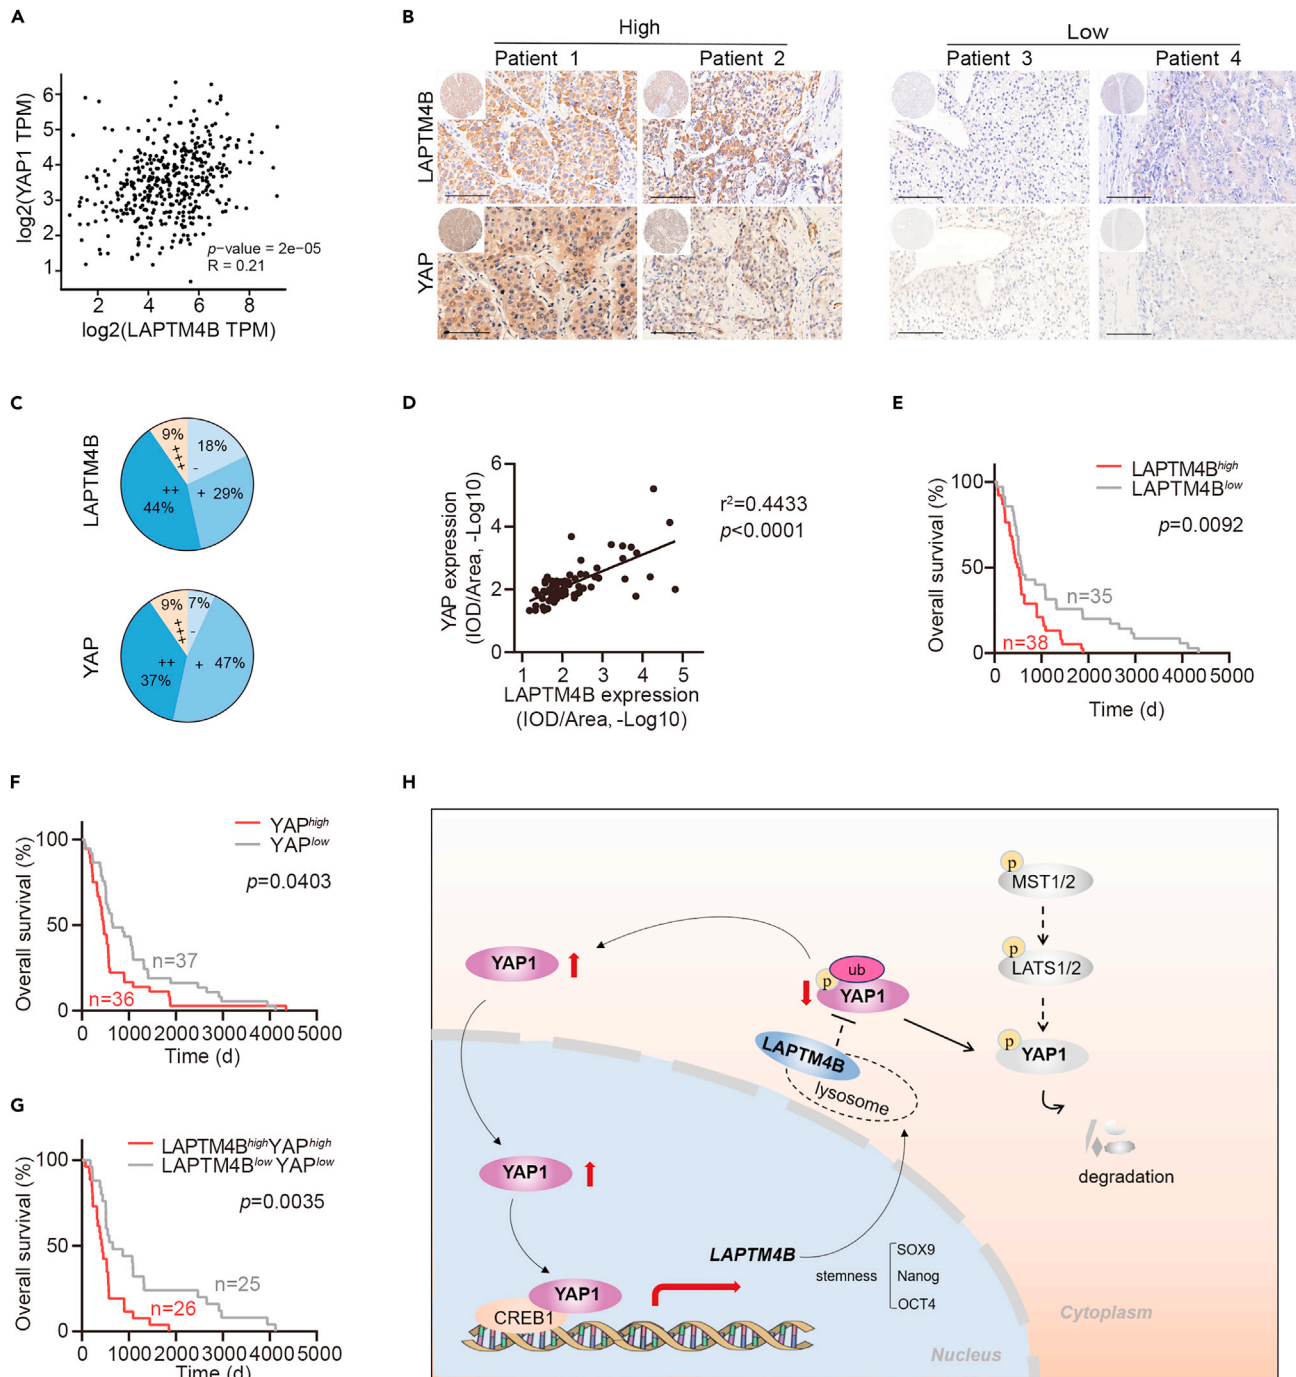 A
log2(YAP1 TPM)
6
5
4
3
2
1
2 4 6 8
p-value = 2e-05
R = 0.21
log2(LAPTM4B TPM)
B
High
Low
Patient 1
Patient 2
Patient 3
Patient 4
LAPTM4B
YAP
C
LAPTM4B
9%
18%
+++
-
++
+
29%
44%
YAP
9%
7%
+++
-
++
+
47%
37%
D
YAP expression
(IOD/Area, -Log10)
6
4
2
0
1 2 3 4 5
r²=0.4433
p<0.0001
LAPTM4B expression
(IOD/Area, -Log10)
E
Overall survival (%)
100
50
0
LAPTM4Bhigh
LAPTM4Blow
p=0.0092
n=35
n=38
0 1000 2000 3000 4000 5000
Time (d)
F
Overall survival (%)
100
50
0
YAPhigh
YAPlow
p=0.0403
n=37
n=36
0 1000 2000 3000 4000 5000
Time (d)
G
Overall survival (%)
100
50
0
LAPTM4BhighYAPhigh
LAPTM4BlowYAPlow
p=0.0035
n=25
n=26
0 1000 2000 3000 4000 5000
Time (d)
H
p
MST1/2
p
LATS1/2
p
YAP1
degradation
ub
p
YAP1
YAP1
LAPTM4B
lysosome
YAP1
LAPTM4B
stemness
SOX9
Nanog
OCT4
YAP1
CREB1
Cytoplasm
Nucleus